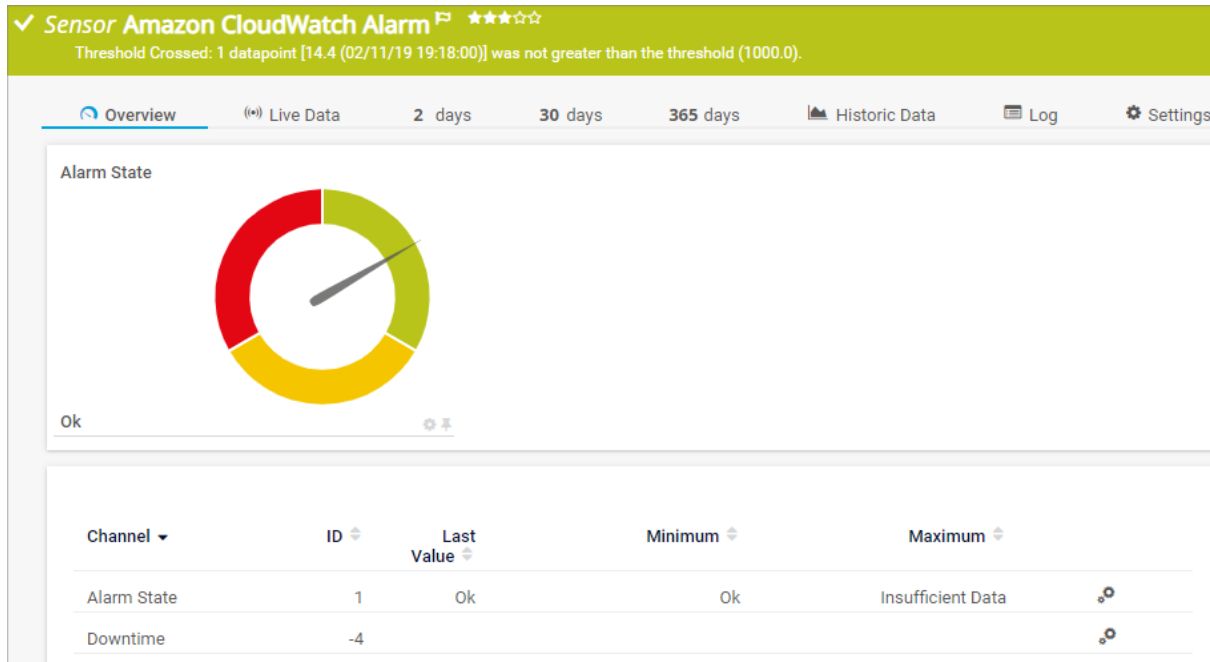 Sensor Amazon CloudWatch Alarm
Threshold Crossed: 1 datapoint [14.4 (02/11/19 19:18:00)] was not greater than the threshold (1000.0).
Overview Live Data 2 days 30 days 365 days Historic Data Log Settings
Alarm State
Ok
Channel ID Last Value Minimum Maximum
Alarm State 1 Ok Ok Insufficient Data
Downtime -4